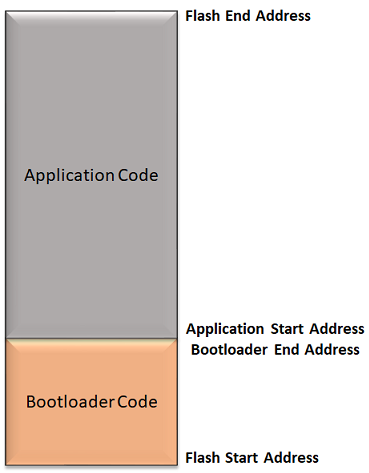 Flash End Address
Application Code
Application Start Address
Bootloader End Address
Bootloader Code
Flash Start Address